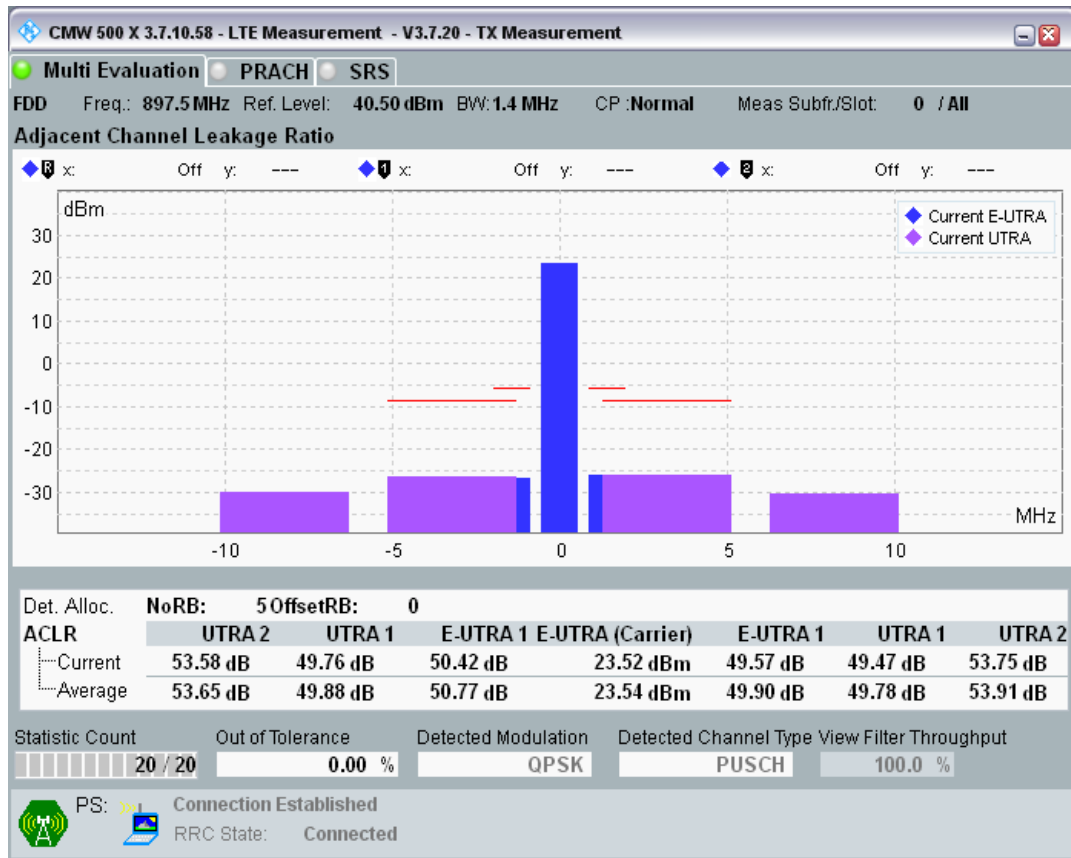 CMW 500 X 3.7.10.58 - LTE Measurement - V3.7.20 - TX Measurement
Multi Evaluation PRACH SRS
FDD Freq.: 897.5 MHz Ref. Level: 40.50 dBm BW: 1.4 MHz CP :Normal Meas Subfr./Slot: 0 / All
Adjacent Channel Leakage Ratio
R x: Off y: --- 1 x: Off y: --- 2 x: Off y: ---
dBm
Current E-UTRA
Current UTRA
30
20
10
0
-10
-20
-30
MHz
-10 -5 0 5 10
Det. Alloc. NoRB: 5 OffsetRB: 0
ACLR UTRA 2 UTRA 1 E-UTRA 1 E-UTRA (Carrier) E-UTRA 1 UTRA 1 UTRA 2
Current 53.58 dB 49.76 dB 50.42 dB 23.52 dBm 49.57 dB 49.47 dB 53.75 dB
Average 53.65 dB 49.88 dB 50.77 dB 23.54 dBm 49.90 dB 49.78 dB 53.91 dB
Statistic Count Out of Tolerance Detected Modulation Detected Channel Type View Filter Throughput
20 / 20 0.00 % QPSK PUSCH 100.0 %
PS: Connection Established
RRC State: Connected